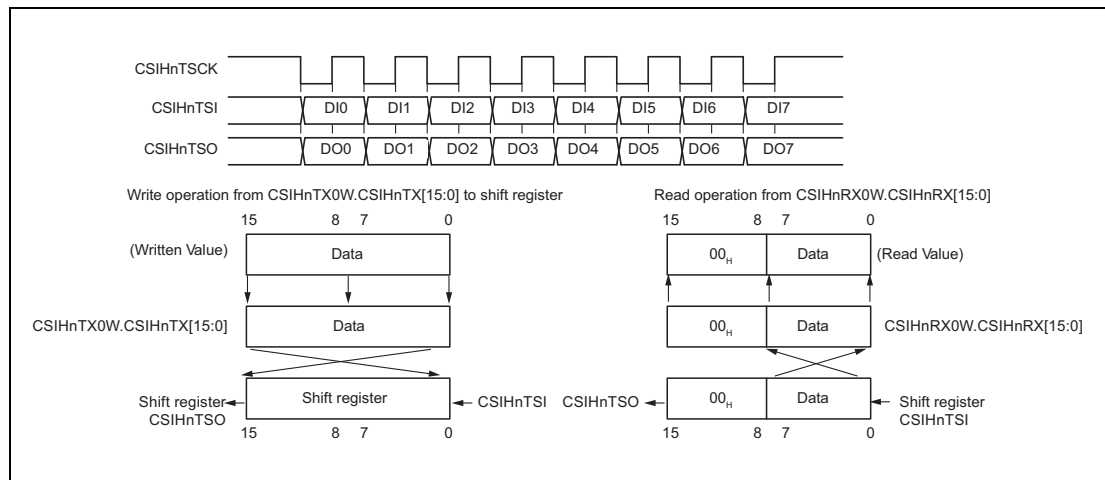 CSIHnTSCK
CSIHnTSI DI0 DI1 DI2 DI3 DI4 DI5 DI6 DI7
CSIHnTSO DO0 DO1 DO2 DO3 DO4 DO5 DO6 DO7
Write operation from CSIHnTX0W.CSIHnTX[15:0] to shift register Read operation from CSIHnRX0W.CSIHnRX[15:0]
15 8 7 0 15 8 7 0
(Written Value) Data 00H Data (Read Value)
CSIHnTX0W.CSIHnTX[15:0] Data 00H Data CSIHnRX0W.CSIHnRX[15:0]
Shift register CSIHnTSO Shift register CSIHnTSI CSIHnTSO 00H Data Shift register CSIHnTSI
15 8 7 0 15 8 7 0